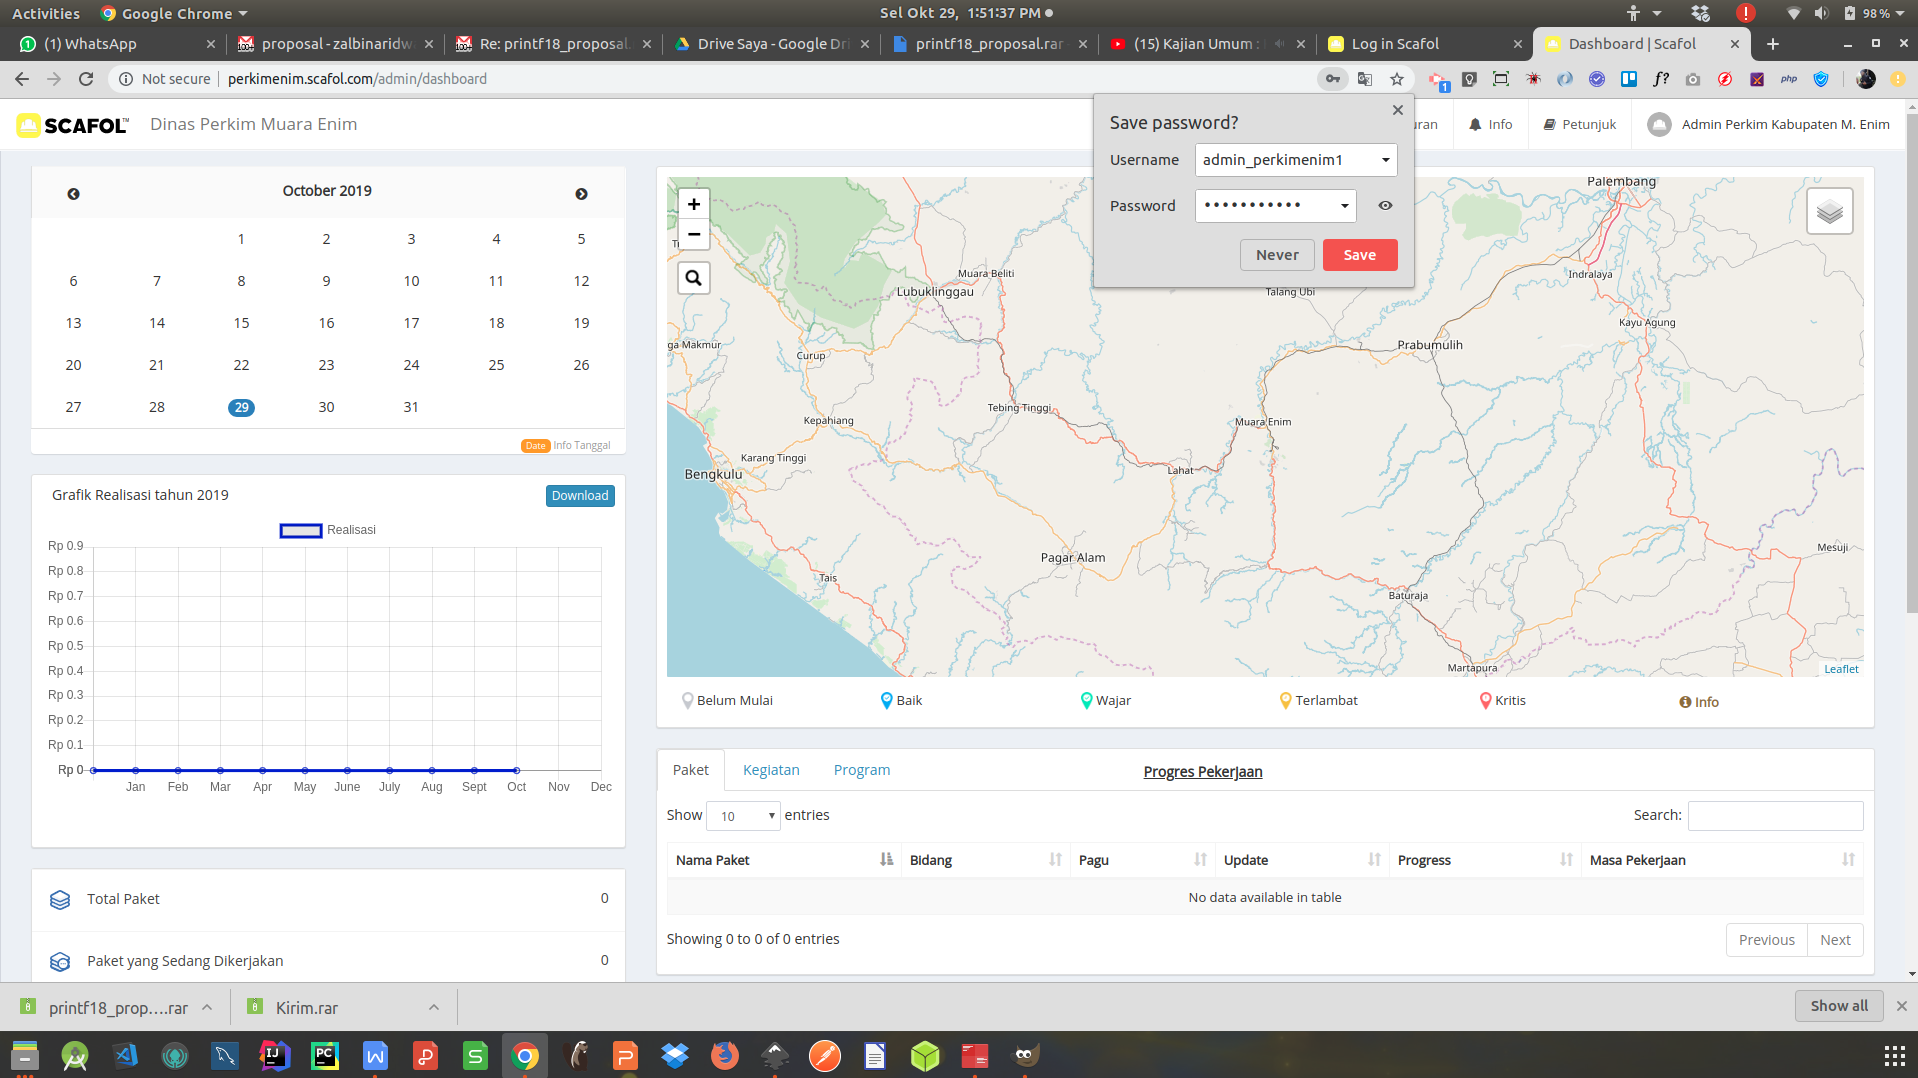 Activities
Google Chrome
Sel Okt 29, 1:51:37 PM
98 %
(1) WhatsApp
proposal - zalbinaridw
Re: printf18_proposal.
Drive Saya - Google Dri
printf18_proposal.rar
(15) Kajian Umum :
Log in Scafol
Dashboard | Scafol
Not secure
perkimenim.scafol.com/admin/dashboard
1
php
SCAFOL™
Dinas Perkim Muara Enim
uran
Info
Petunjuk
Admin Perkim Kabupaten M. Enim
Save password?
Username
admin_perkimenim1
Password
•••••••••••
Never
Save
October 2019
1 2 3 4 5
6 7 8 9 10 11 12
13 14 15 16 17 18 19
20 21 22 23 24 25 26
27 28 29 30 31
Date Info Tanggal
Grafik Realisasi tahun 2019
Download
Realisasi
Rp 0.9
Rp 0.8
Rp 0.7
Rp 0.6
Rp 0.5
Rp 0.4
Rp 0.3
Rp 0.2
Rp 0.1
Rp 0
Jan Feb Mar Apr May June July Aug Sept Oct Nov Dec
Total Paket 0
Paket yang Sedang Dikerjakan 0
+
−
Palembang
Muara Beliti
Indralaya
Lubuklinggau
Talang Ubi
Kayu Agung
ga Makmur
Curup
Prabumulih
Tebing Tinggi
Kepahiang
Muara Enim
Karang Tinggi
Bengkulu
Lahat
Pagar Alam
Mesuji
Tais
Baturaja
Martapura
Leaflet
Belum Mulai
Baik
Wajar
Terlambat
Kritis
Info
Paket
Kegiatan
Program
Progres Pekerjaan
Show 10 entries
Search:
Nama Paket
Bidang
Pagu
Update
Progress
Masa Pekerjaan
No data available in table
Showing 0 to 0 of 0 entries
Previous
Next
printf18_prop....rar
Kirim.rar
Show all